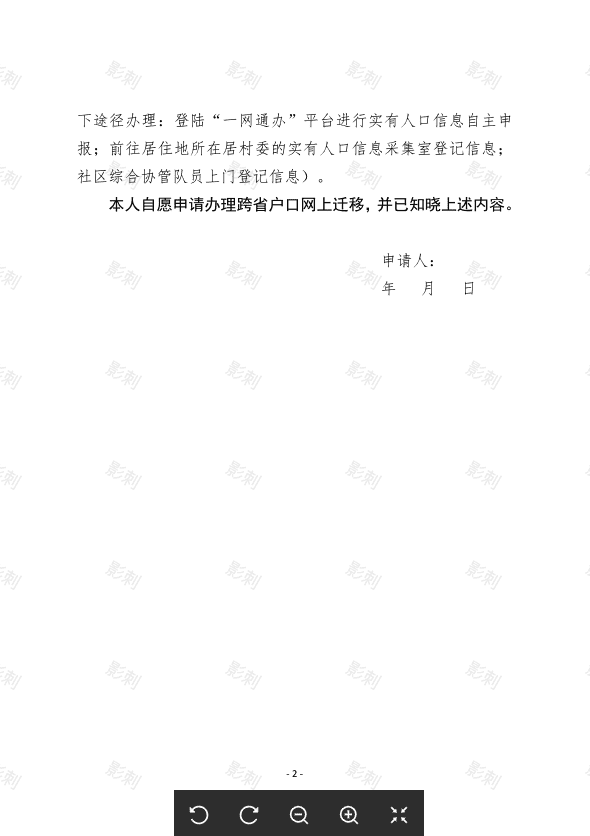 下途径办理：登陆“一网通办”平台进行实有人口信息自主申
报；前往居住地所在居村委的实有人口信息采集室登记信息；
社区综合协管队员上门登记信息）。
本人自愿申请办理跨省户口网上迁移，并已知晓上述内容。
申请人：
年 月 日
- 2 -